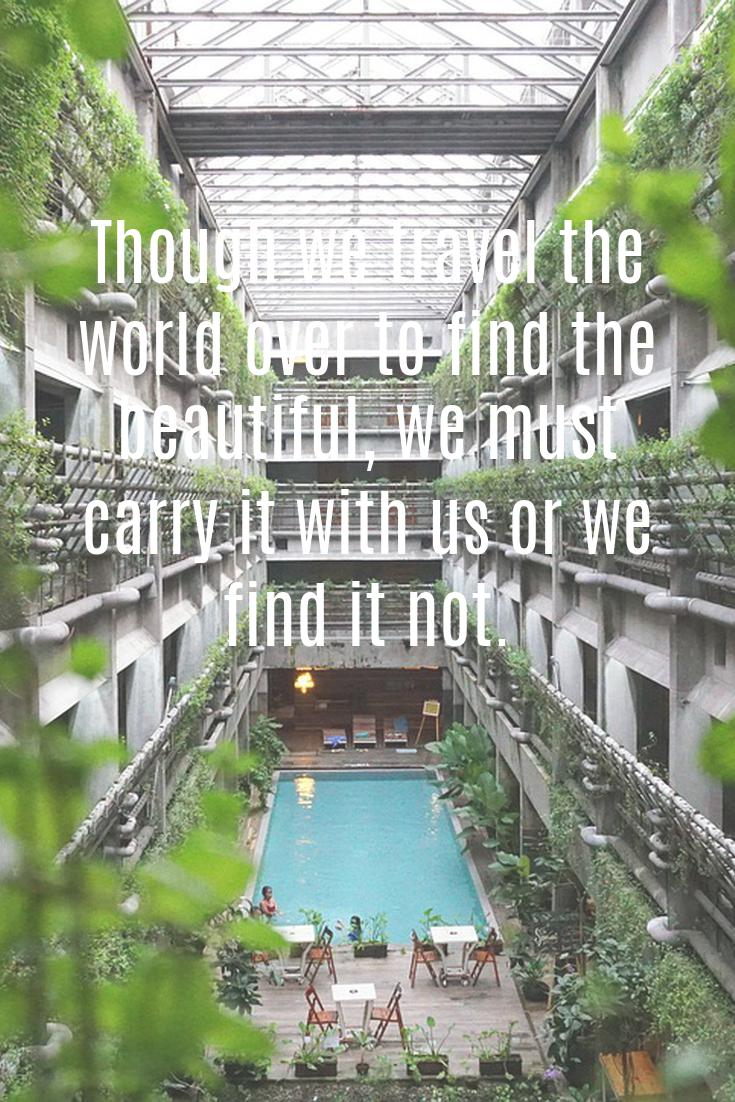 Though we travel the
world over to find the
beautiful, we must
carry it with us or we
find it not.